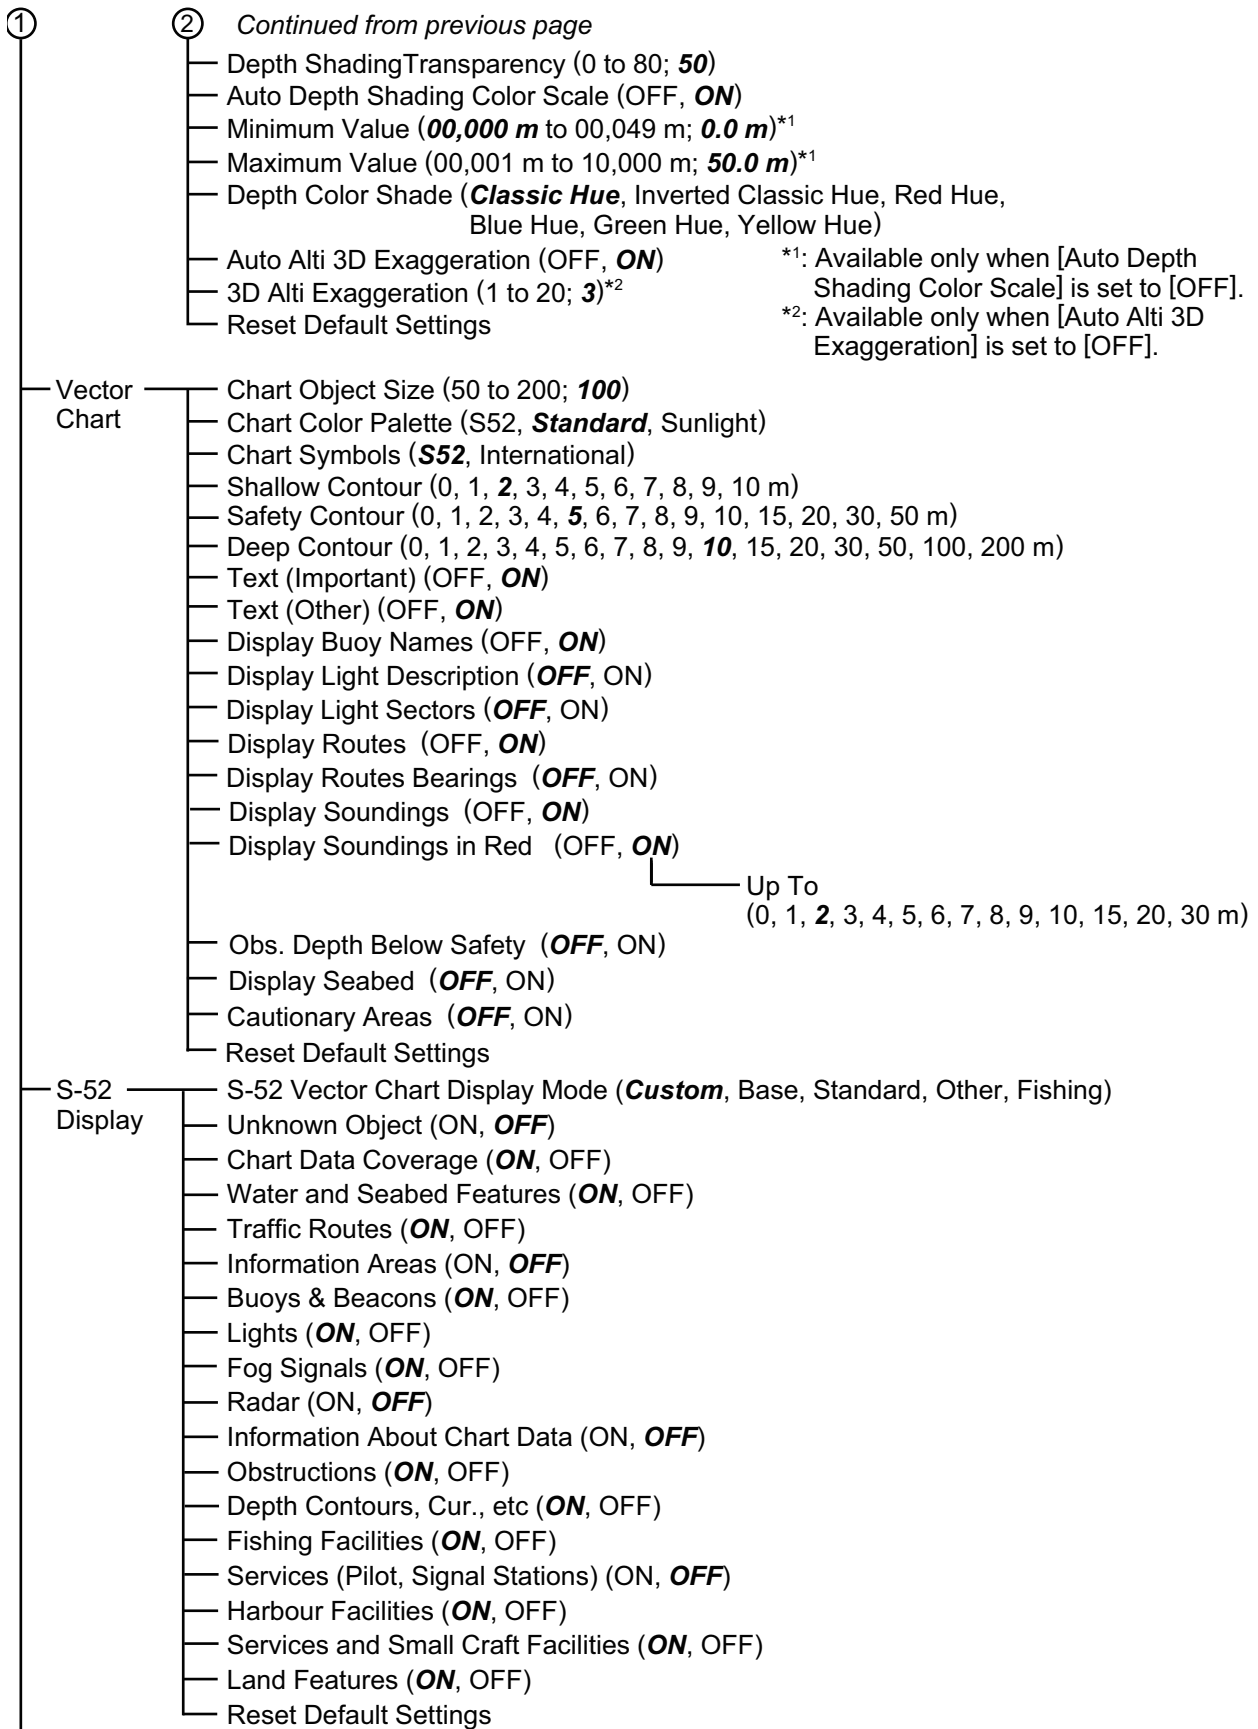 ① ② Continued from previous page
Depth ShadingTransparency (0 to 80; 50)
Auto Depth Shading Color Scale (OFF, ON)
Minimum Value (00,000 m to 00,049 m; 0.0 m)*1
Maximum Value (00,001 m to 10,000 m; 50.0 m)*1
Depth Color Shade (Classic Hue, Inverted Classic Hue, Red Hue,
Blue Hue, Green Hue, Yellow Hue)
Auto Alti 3D Exaggeration (OFF, ON)
3D Alti Exaggeration (1 to 20; 3)*2
Reset Default Settings
*1: Available only when [Auto Depth
Shading Color Scale] is set to [OFF].
*2: Available only when [Auto Alti 3D
Exaggeration] is set to [OFF].
Vector
Chart
Chart Object Size (50 to 200; 100)
Chart Color Palette (S52, Standard, Sunlight)
Chart Symbols (S52, International)
Shallow Contour (0, 1, 2, 3, 4, 5, 6, 7, 8, 9, 10 m)
Safety Contour (0, 1, 2, 3, 4, 5, 6, 7, 8, 9, 10, 15, 20, 30, 50 m)
Deep Contour (0, 1, 2, 3, 4, 5, 6, 7, 8, 9, 10, 15, 20, 30, 50, 100, 200 m)
Text (Important) (OFF, ON)
Text (Other) (OFF, ON)
Display Buoy Names (OFF, ON)
Display Light Description (OFF, ON)
Display Light Sectors (OFF, ON)
Display Routes (OFF, ON)
Display Routes Bearings (OFF, ON)
Display Soundings (OFF, ON)
Display Soundings in Red (OFF, ON)
Up To
(0, 1, 2, 3, 4, 5, 6, 7, 8, 9, 10, 15, 20, 30 m)
Obs. Depth Below Safety (OFF, ON)
Display Seabed (OFF, ON)
Cautionary Areas (OFF, ON)
Reset Default Settings
S-52
Display
S-52 Vector Chart Display Mode (Custom, Base, Standard, Other, Fishing)
Unknown Object (ON, OFF)
Chart Data Coverage (ON, OFF)
Water and Seabed Features (ON, OFF)
Traffic Routes (ON, OFF)
Information Areas (ON, OFF)
Buoys & Beacons (ON, OFF)
Lights (ON, OFF)
Fog Signals (ON, OFF)
Radar (ON, OFF)
Information About Chart Data (ON, OFF)
Obstructions (ON, OFF)
Depth Contours, Cur., etc (ON, OFF)
Fishing Facilities (ON, OFF)
Services (Pilot, Signal Stations) (ON, OFF)
Harbour Facilities (ON, OFF)
Services and Small Craft Facilities (ON, OFF)
Land Features (ON, OFF)
Reset Default Settings